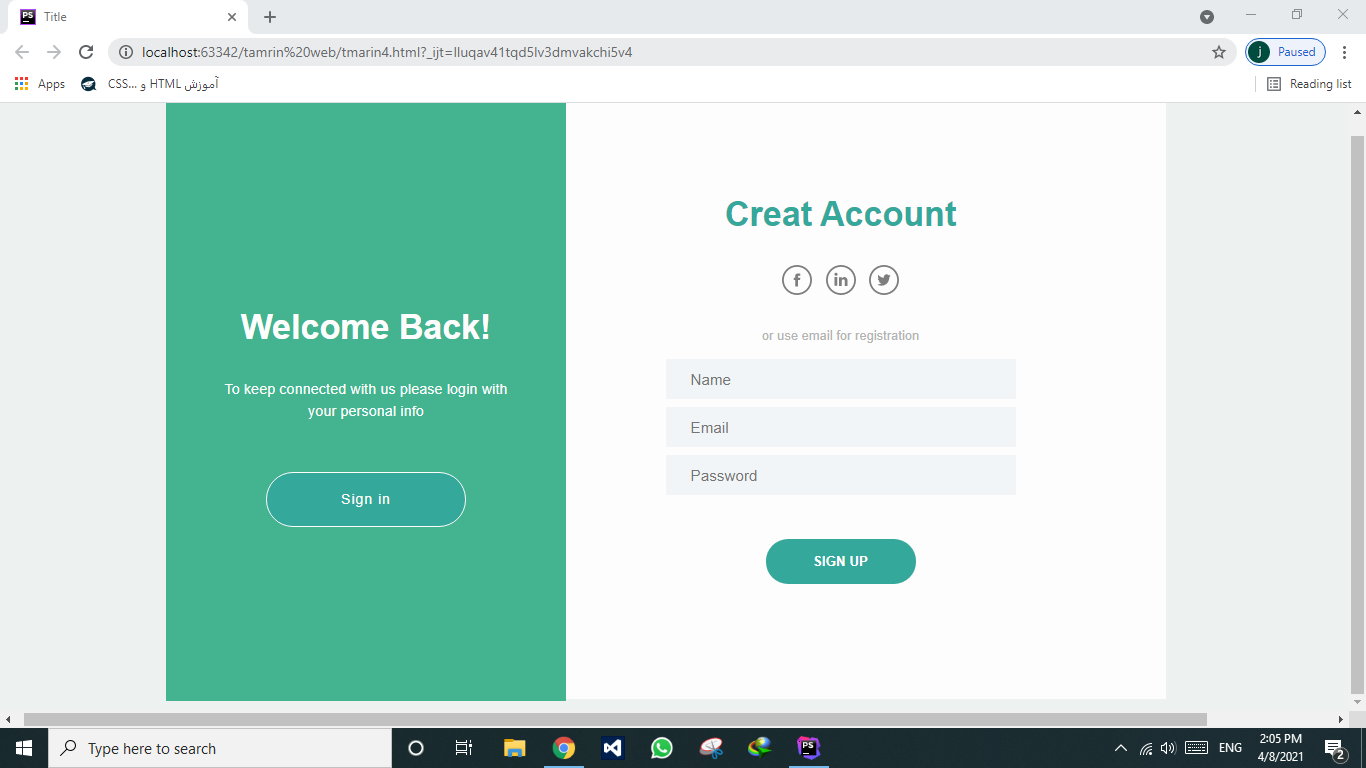 PS Title
localhost:63342/tamrin%20web/tmarin4.html?_ijt=lluqav41tqd5lv3dmvakchi5v4
j Paused
Apps
آموزش HTML و CSS...
Reading list
Welcome Back!
To keep connected with us please login with
your personal info
Sign in
Creat Account
or use email for registration
Name
Email
Password
SIGN UP
Type here to search
PS
ENG
2:05 PM
4/8/2021
2